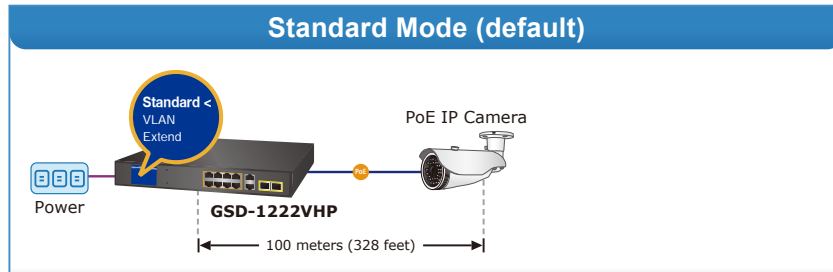 Standard Mode (default)
Standard <
VLAN
Extend
PoE IP Camera
PoE
Power
GSD-1222VHP
100 meters (328 feet)